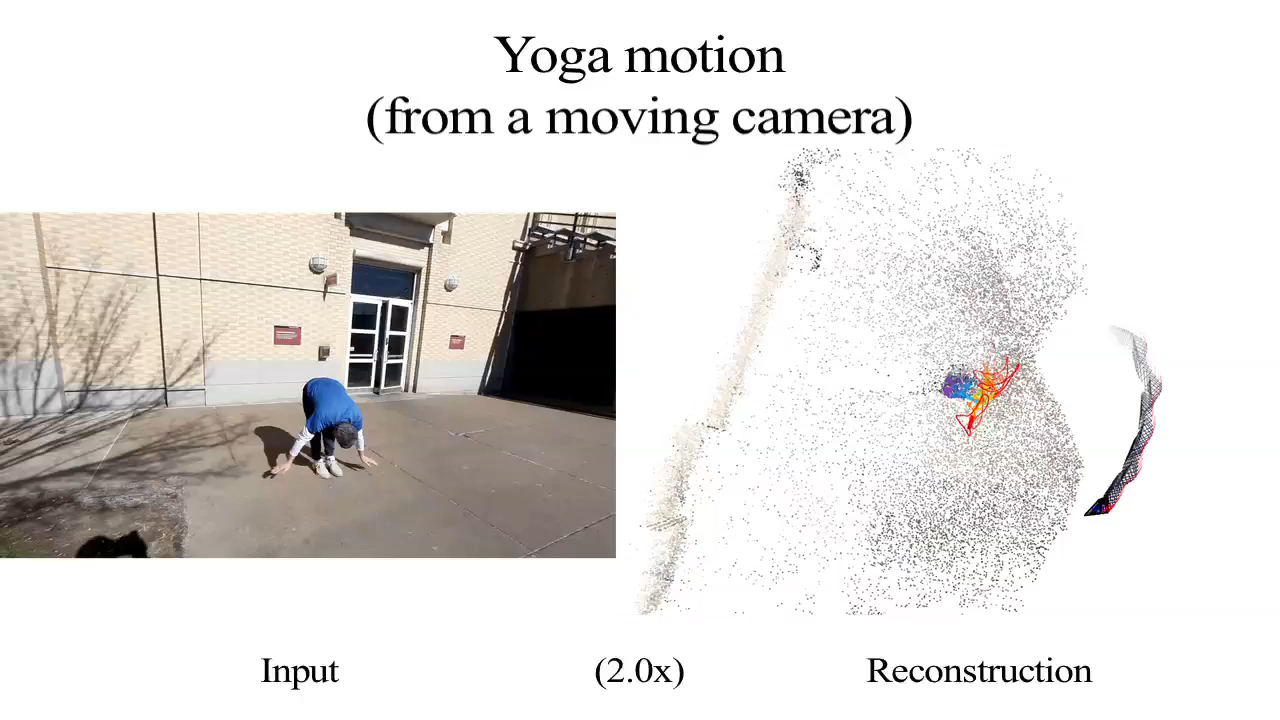 Yoga motion
(from a moving camera)
Input
(2.0x)
Reconstruction